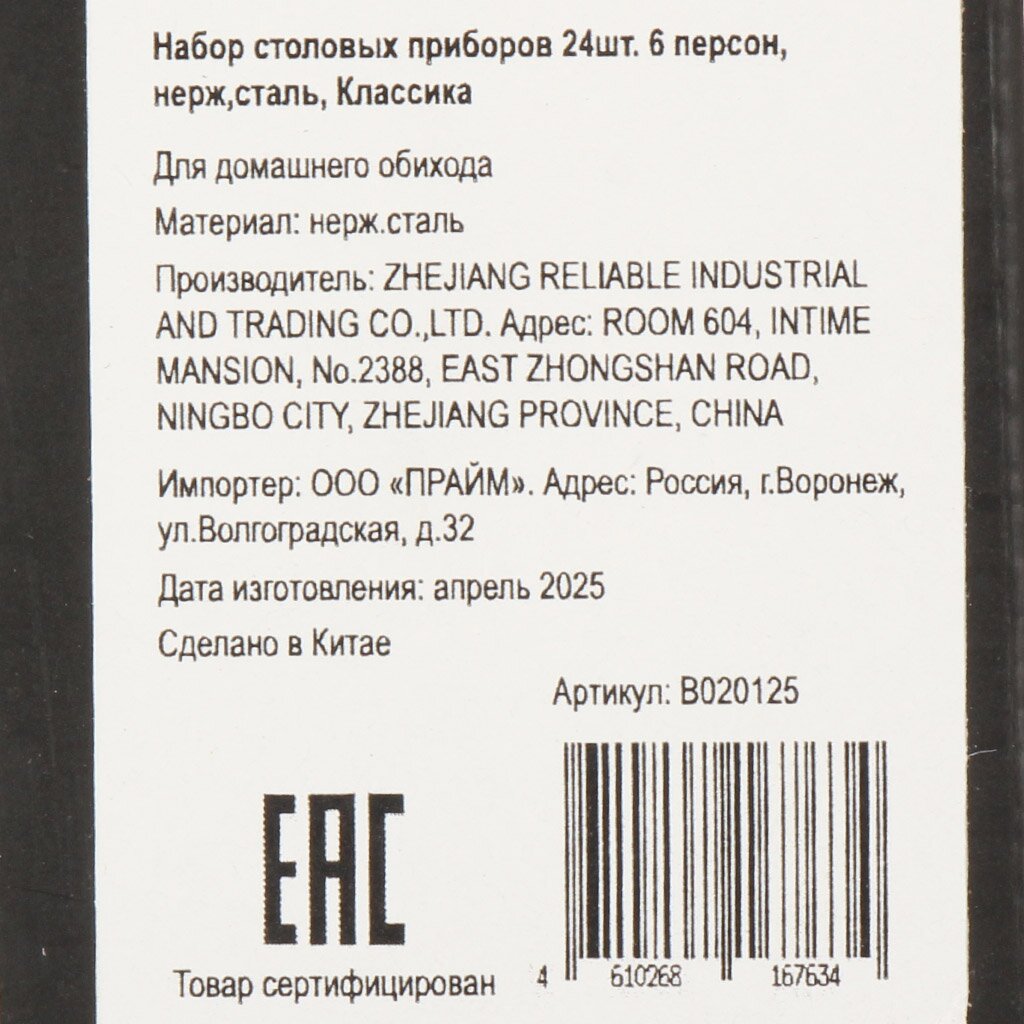 Набор столовых приборов 24шт. 6 персон,
нерж,сталь, Классика
Для домашнего обихода
Материал: нерж.сталь
Производитель: ZHEJIANG RELIABLE INDUSTRIAL
AND TRADING CO.,LTD. Адрес: ROOM 604, INTIME
MANSION, No.2388, EAST ZHONGSHAN ROAD,
NINGBO CITY, ZHEJIANG PROVINCE, CHINA
Импортер: ООО «ПРАЙМ». Адрес: Россия, г.Воронеж,
ул.Волгоградская, д.32
Дата изготовления: апрель 2025
Сделано в Китае
Артикул: B020125
EAC
Товар сертифицирован
4 610268 167634